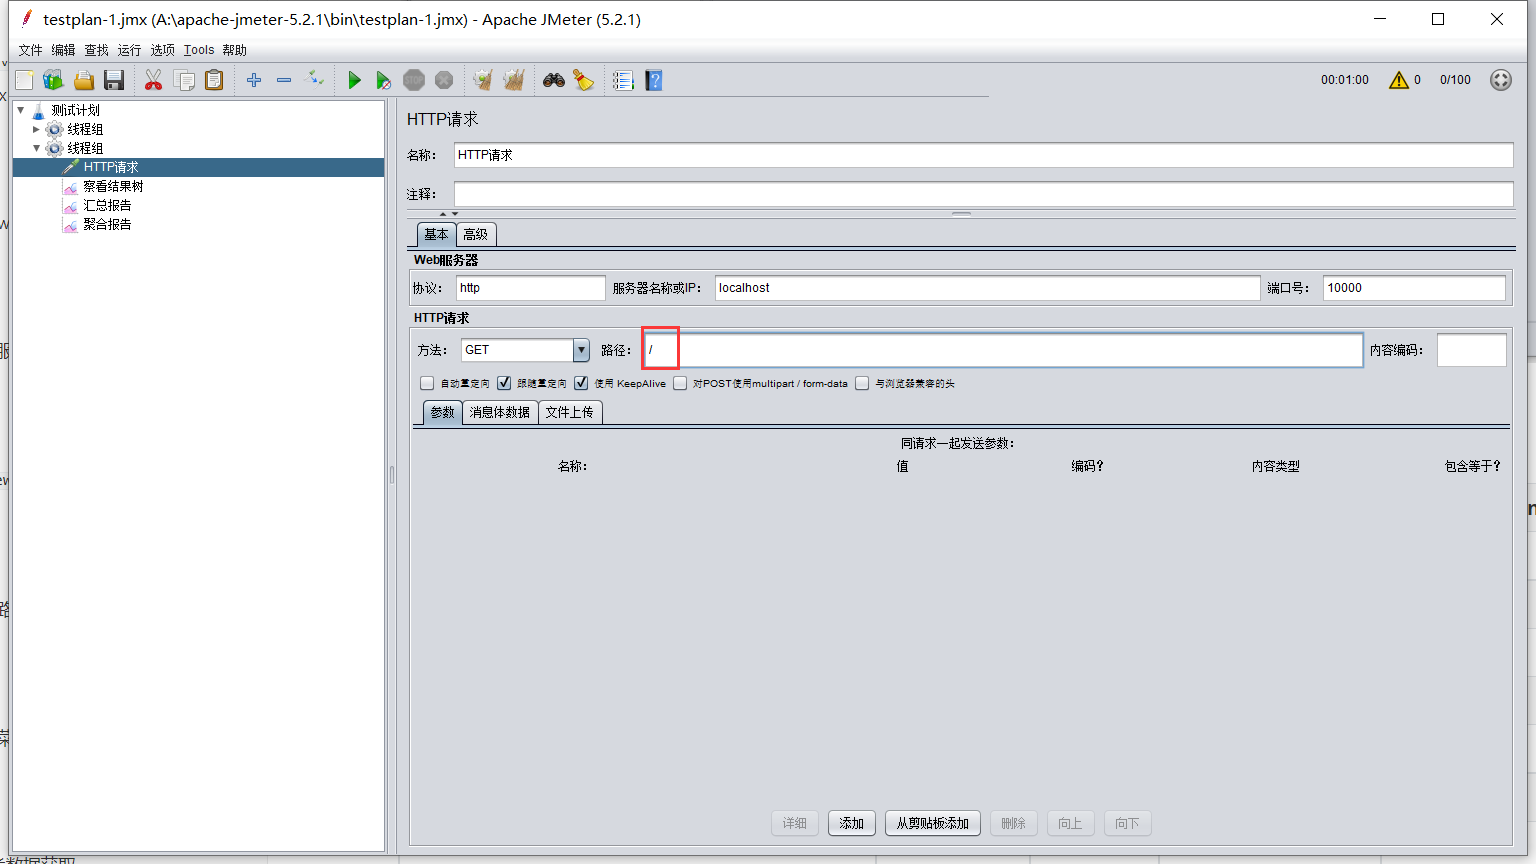 testplan-1.jmx (A:\apache-jmeter-5.2.1\bin\testplan-1.jmx) - Apache JMeter (5.2.1)
文件 编辑 查找 运行 选项 Tools 帮助
STOP
00:01:00 0 0/100
测试计划
线程组
线程组
HTTP请求
察看结果树
汇总报告
聚合报告
HTTP请求
名称: HTTP请求
注释:
基本 高级
Web服务器
协议: http 服务器名称或IP: localhost 端口号: 10000
HTTP请求
方法: GET 路径: / 内容编码:
自动重定向 跟随重定向 使用 KeepAlive 对POST使用multipart / form-data 与浏览器兼容的头
参数 消息体数据 文件上传
同请求一起发送参数:
名称: 值 编码? 内容类型 包含等于?
详细 添加 从剪贴板添加 删除 向上 向下
数据获取